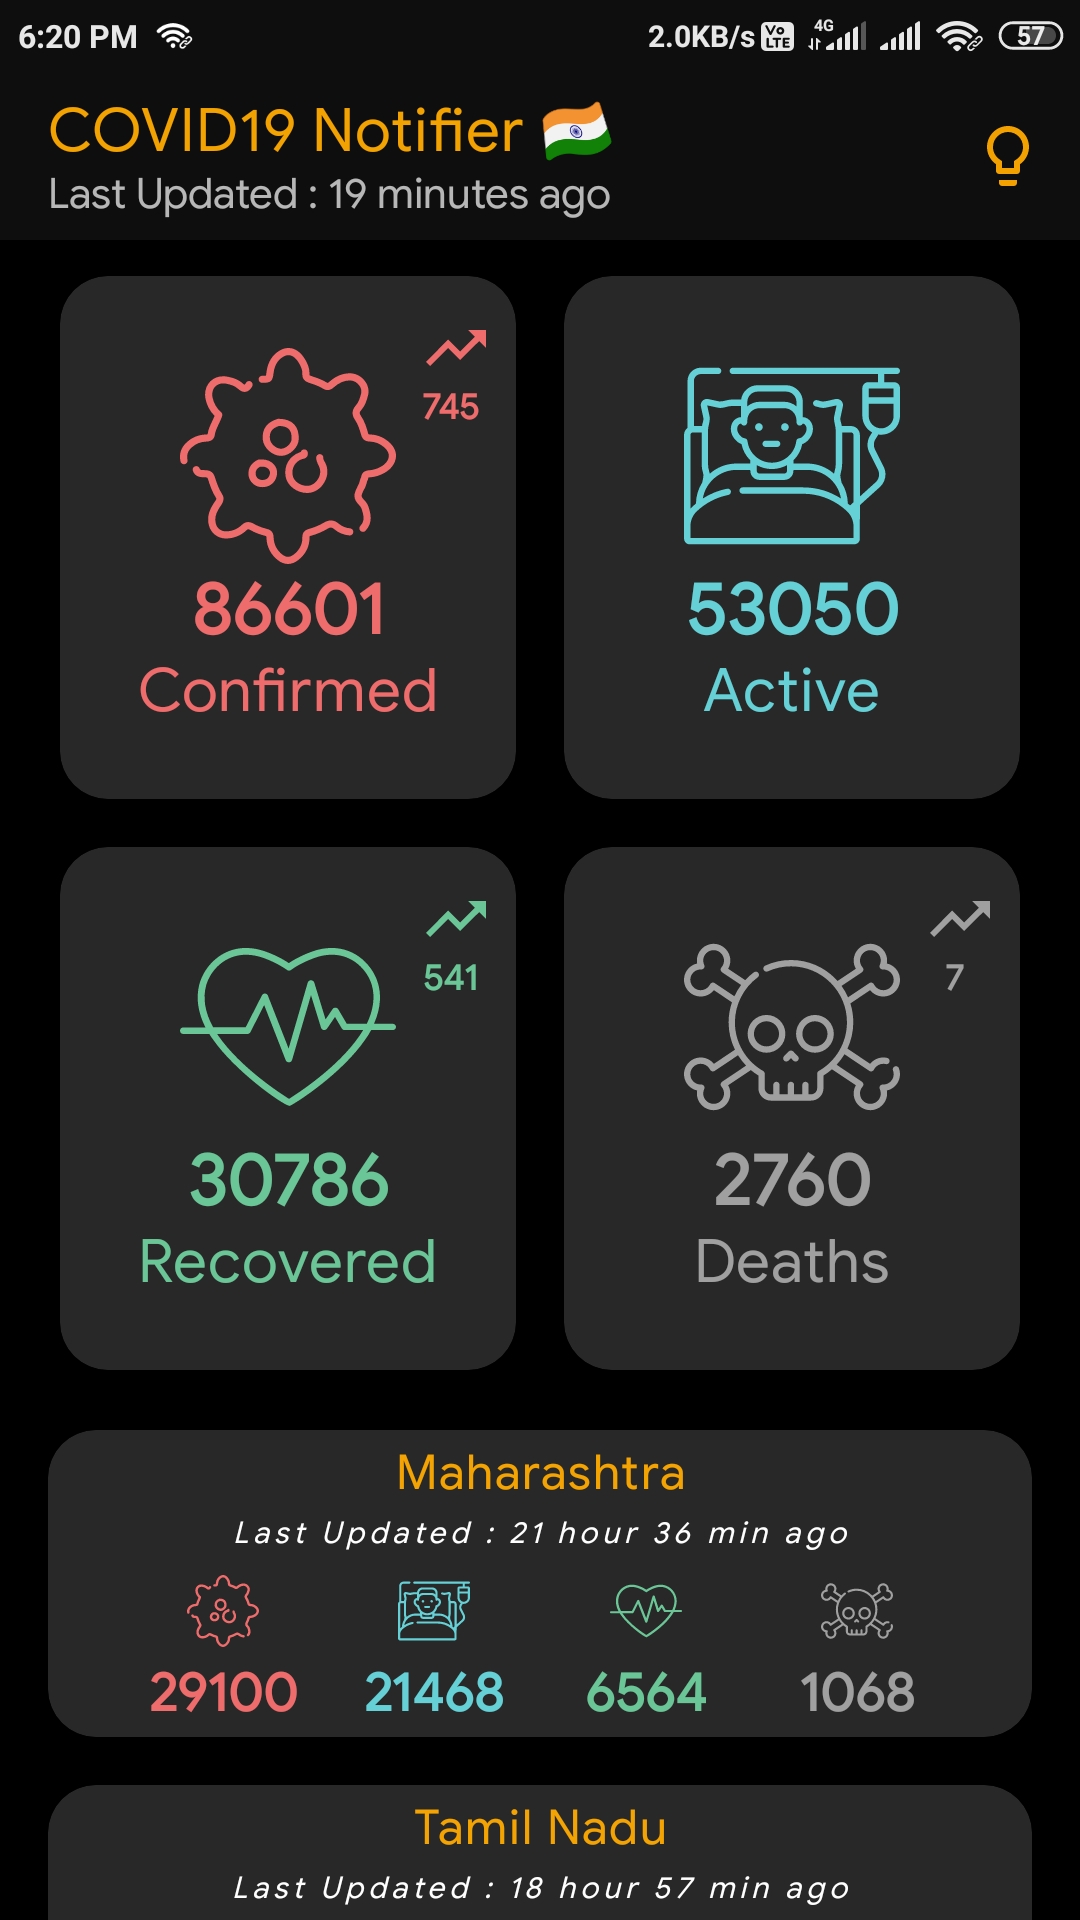 6:20 PM 2.0KB/s Vo LTE 4G 57
COVID19 Notifier
Last Updated : 19 minutes ago
745
86601
Confirmed
53050
Active
541
30786
Recovered
7
2760
Deaths
Maharashtra
Last Updated : 21 hour 36 min ago
29100 21468 6564 1068
Tamil Nadu
Last Updated : 18 hour 57 min ago